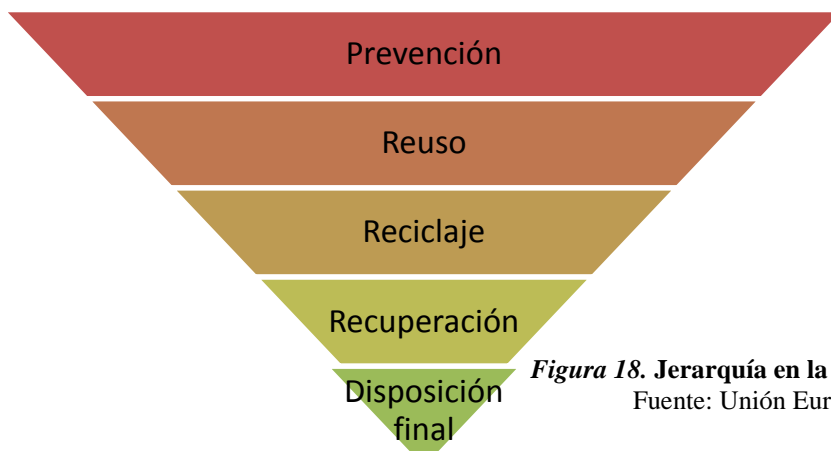 Prevención
Reuso
Reciclaje
Recuperación
Disposición
final
Figura 18. Jerarquía en la
Fuente: Unión Eur